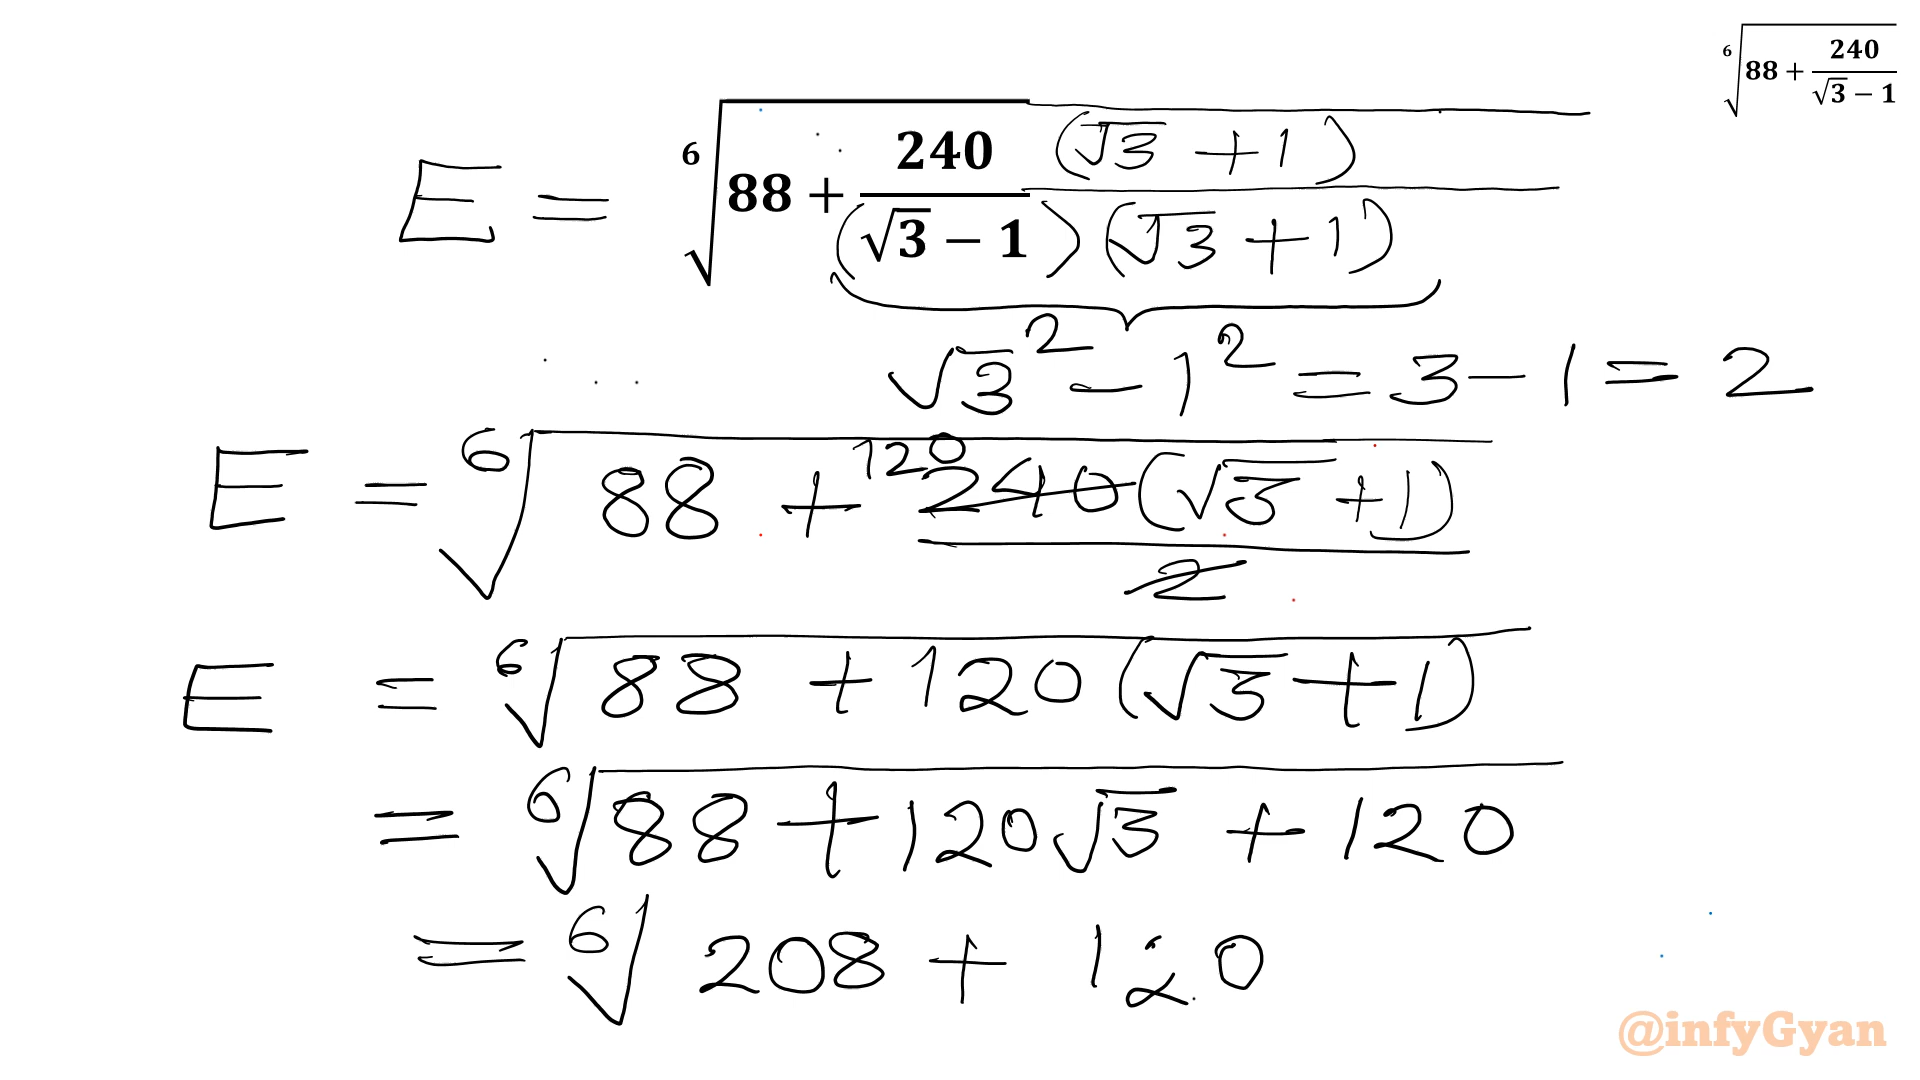 ⁶√(88 + 240/(√3 − 1))
E = ⁶√(88 + 240(√3 + 1)/((√3 − 1)(√3 + 1)))
√3² − 1² = 3 − 1 = 2
E = ⁶√(88 + 120 240(√3 + 1)/2)
E = ⁶√(88 + 120(√3 + 1))
= ⁶√(88 + 120√3 + 120)
= ⁶√ 208 + 120
@infyGyan